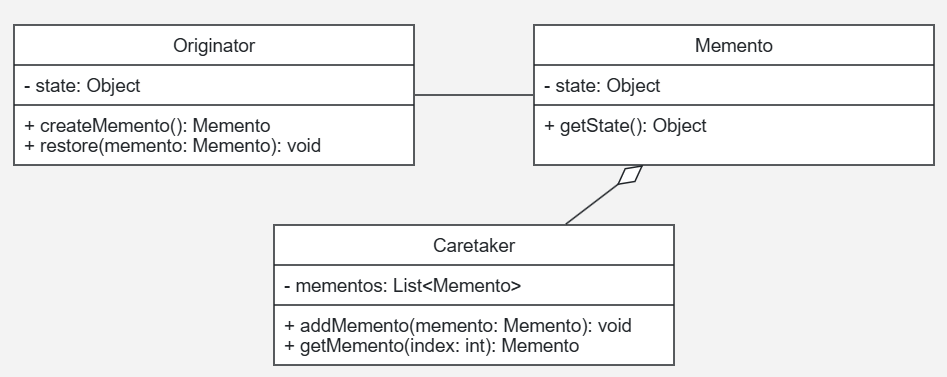 Originator
- state: Object
+ createMemento(): Memento
+ restore(memento: Memento): void
Memento
- state: Object
+ getState(): Object
Caretaker
- mementos: List<Memento>
+ addMemento(memento: Memento): void
+ getMemento(index: int): Memento